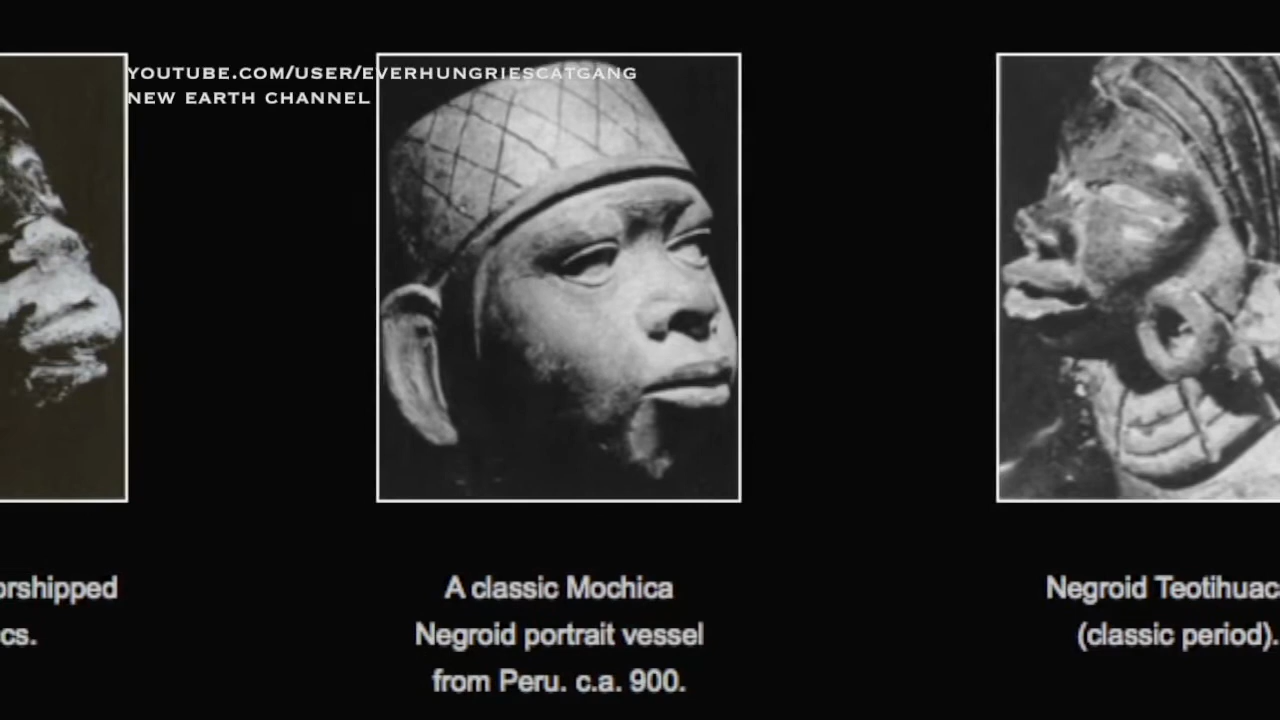 YOUTUBE.COM/USER/EVERHUNGRIESCATGANG
NEW EARTH CHANNEL
orshipped
cs.
A classic Mochica
Negroid portrait vessel
from Peru. c.a. 900.
Negroid Teotihuac
(classic period).